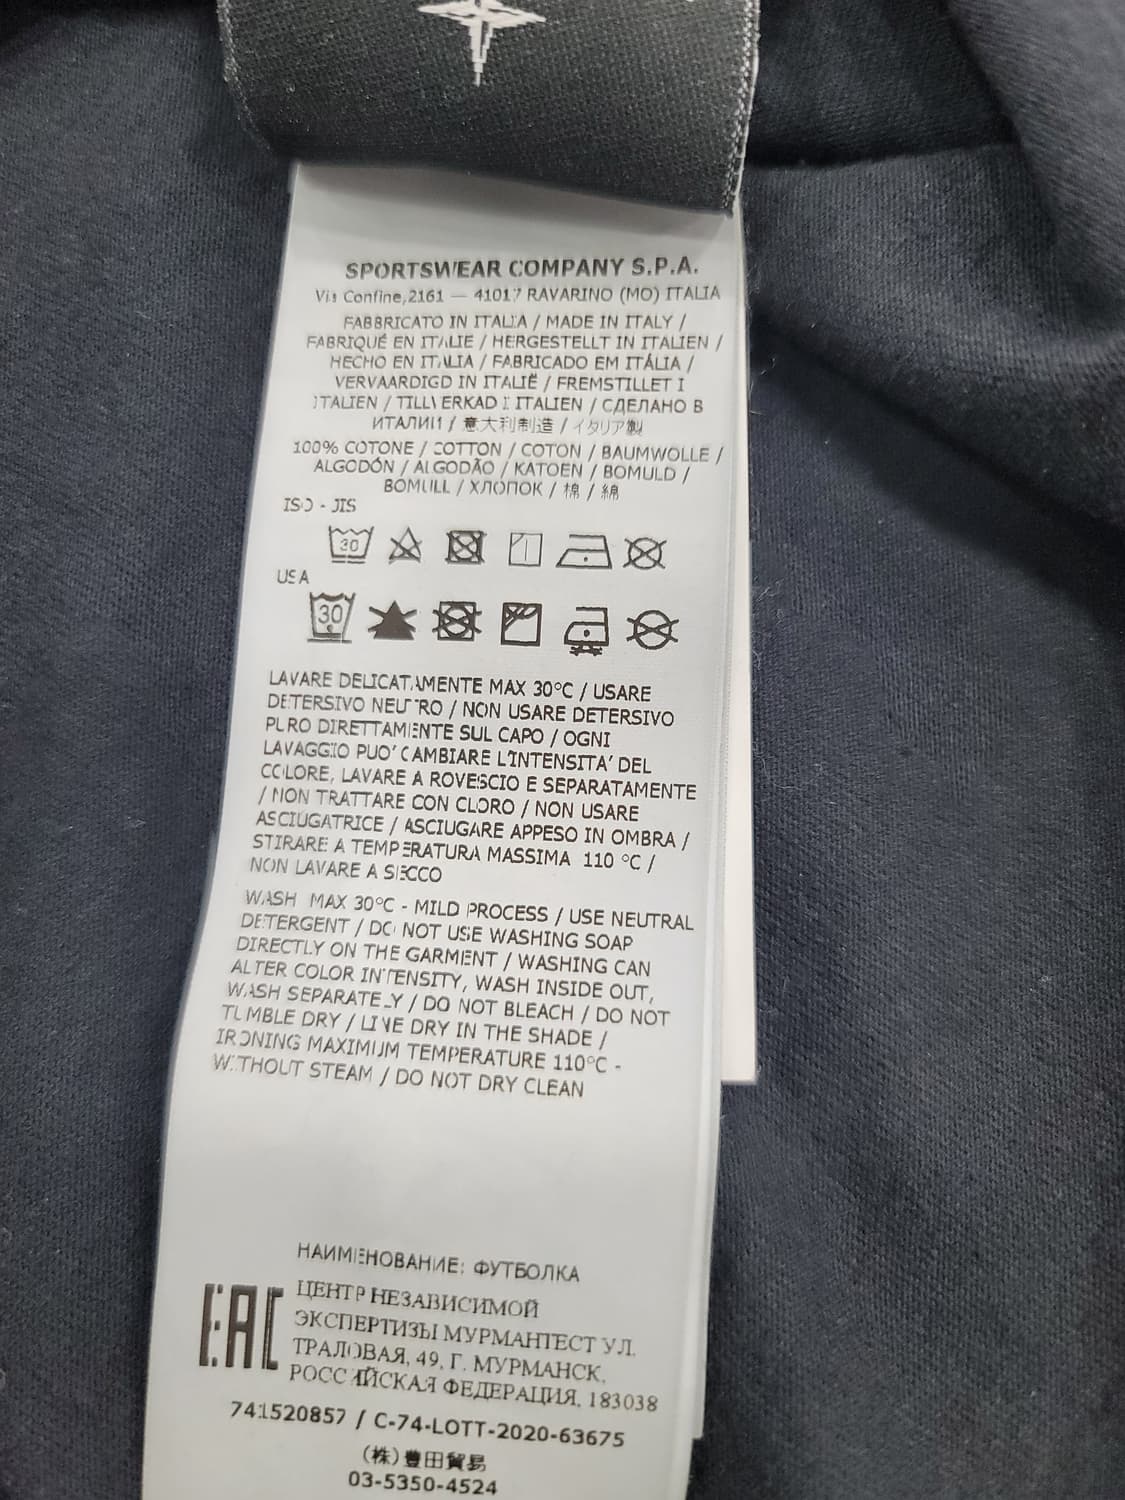 SPORTSWEAR COMPANY S.P.A.
Via Confine,2161 — 41017 RAVARINO (MO) ITALIA
FABBRICATO IN ITALIA / MADE IN ITALY /
FABRIQUÉ EN ITALIE / HERGESTELLT IN ITALIEN /
HECHO EN ITALIA / FABRICADO EM ITÁLIA /
VERVAARDIGD IN ITALIË / FREMSTILLET I
ITALIEN / TILLVERKAD I ITALIEN / СДЕЛАНО В
ИТАЛИИ / 意大利制造 / イタリア製
100% COTONE / COTTON / COTON / BAUMWOLLE /
ALGODÓN / ALGODÃO / KATOEN / BOMULD /
BOMULL / ХЛОПОК / 棉 / 綿
ISO - JIS
30
USA
30
LAVARE DELICATAMENTE MAX 30°C / USARE
DETERSIVO NEUTRO / NON USARE DETERSIVO
PURO DIRETTAMENTE SUL CAPO / OGNI
LAVAGGIO PUO' CAMBIARE L'INTENSITA' DEL
COLORE, LAVARE A ROVESCIO E SEPARATAMENTE
/ NON TRATTARE CON CLORO / NON USARE
ASCIUGATRICE / ASCIUGARE APPESO IN OMBRA /
STIRARE A TEMPERATURA MASSIMA 110 °C /
NON LAVARE A SECCO
WASH MAX 30°C - MILD PROCESS / USE NEUTRAL
DETERGENT / DO NOT USE WASHING SOAP
DIRECTLY ON THE GARMENT / WASHING CAN
ALTER COLOR INTENSITY, WASH INSIDE OUT,
WASH SEPARATELY / DO NOT BLEACH / DO NOT
TUMBLE DRY / LINE DRY IN THE SHADE /
IRONING MAXIMUM TEMPERATURE 110°C -
WITHOUT STEAM / DO NOT DRY CLEAN
НАИМЕНОВАНИЕ: ФУТБОЛКА
EAC
ЦЕНТР НЕЗАВИСИМОЙ
ЭКСПЕРТИЗЫ МУРМАНТЕСТ УЛ.
ТРАЛОВАЯ, 49, Г. МУРМАНСК,
РОССИЙСКАЯ ФЕДЕРАЦИЯ, 183038
741520857 / C-74-LOTT-2020-63675
(株)豊田貿易
03-5350-4524